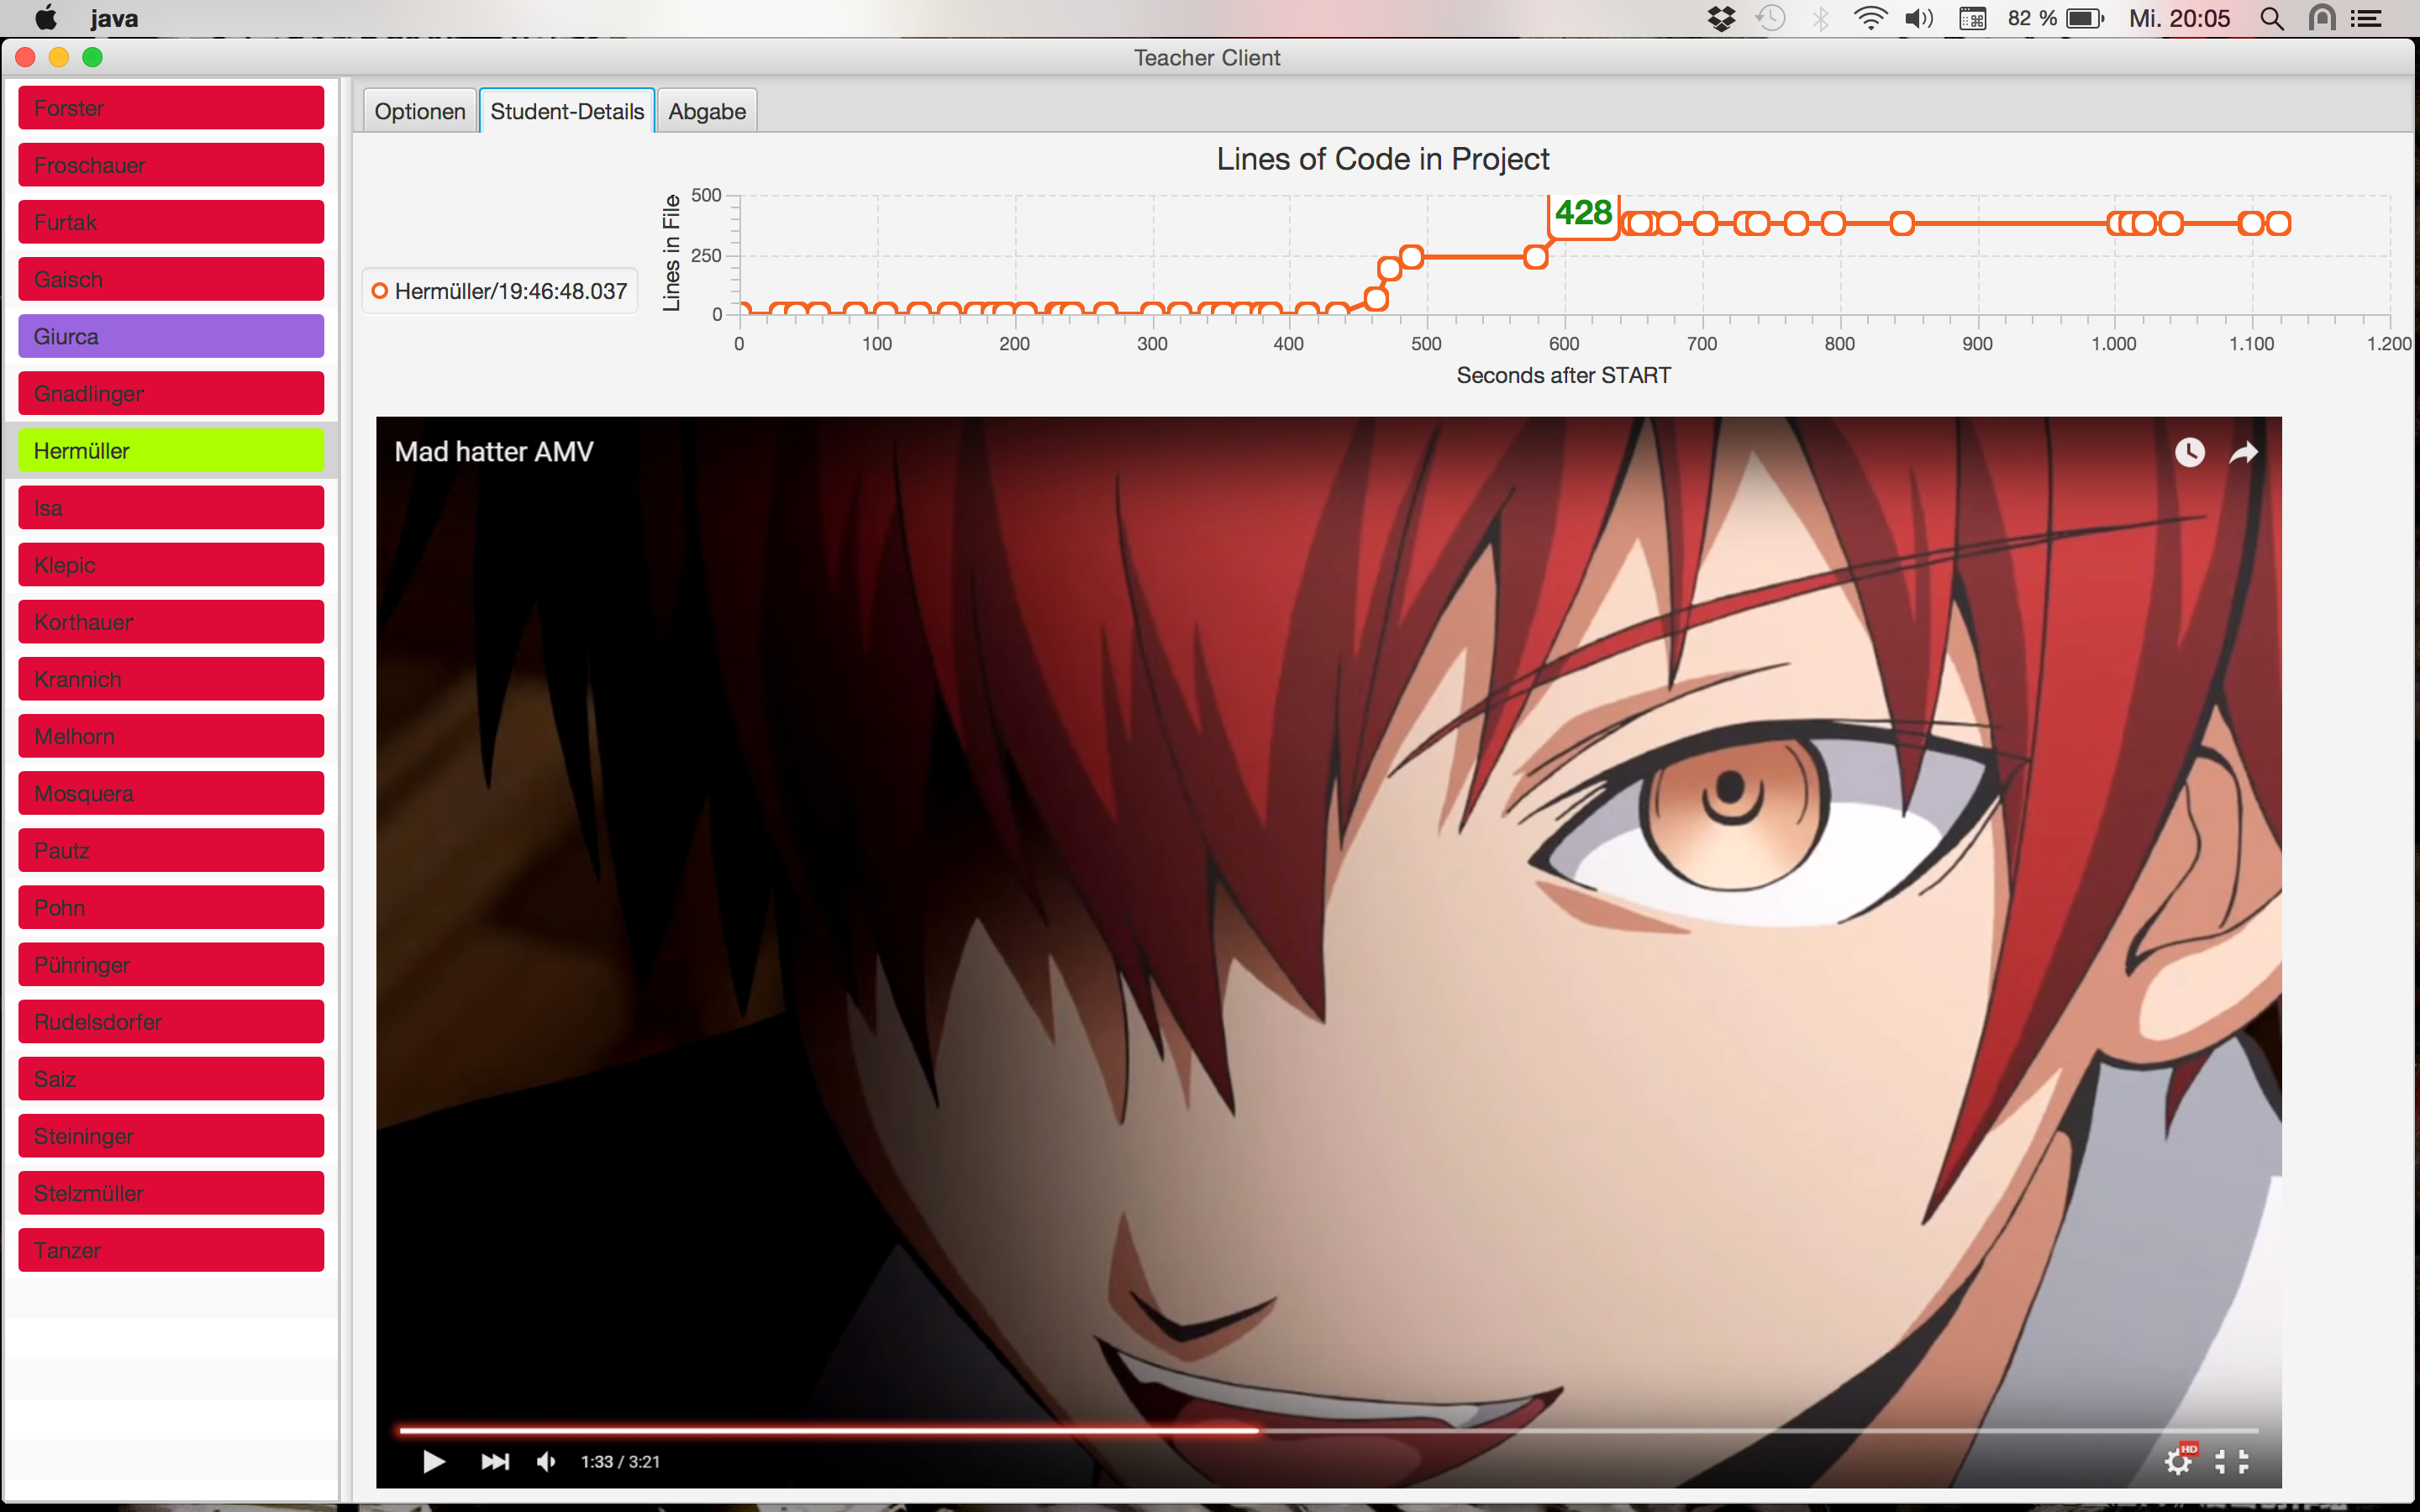 java
82 %
Mi. 20:05
Teacher Client
Forster
Froschauer
Furtak
Gaisch
Giurca
Gnadlinger
Hermüller
Isa
Klepic
Korthauer
Krannich
Melhorn
Mosquera
Pautz
Pohn
Pühringer
Rudelsdorfer
Saiz
Steininger
Stelzmüller
Tanzer
Optionen
Student-Details
Abgabe
Lines of Code in Project
Hermüller/19:46:48.037
Lines in File
500
250
0
428
0 100 200 300 400 500 600 700 800 900 1.000 1.100 1.200
Seconds after START
Mad hatter AMV
1:33 / 3:21
HD